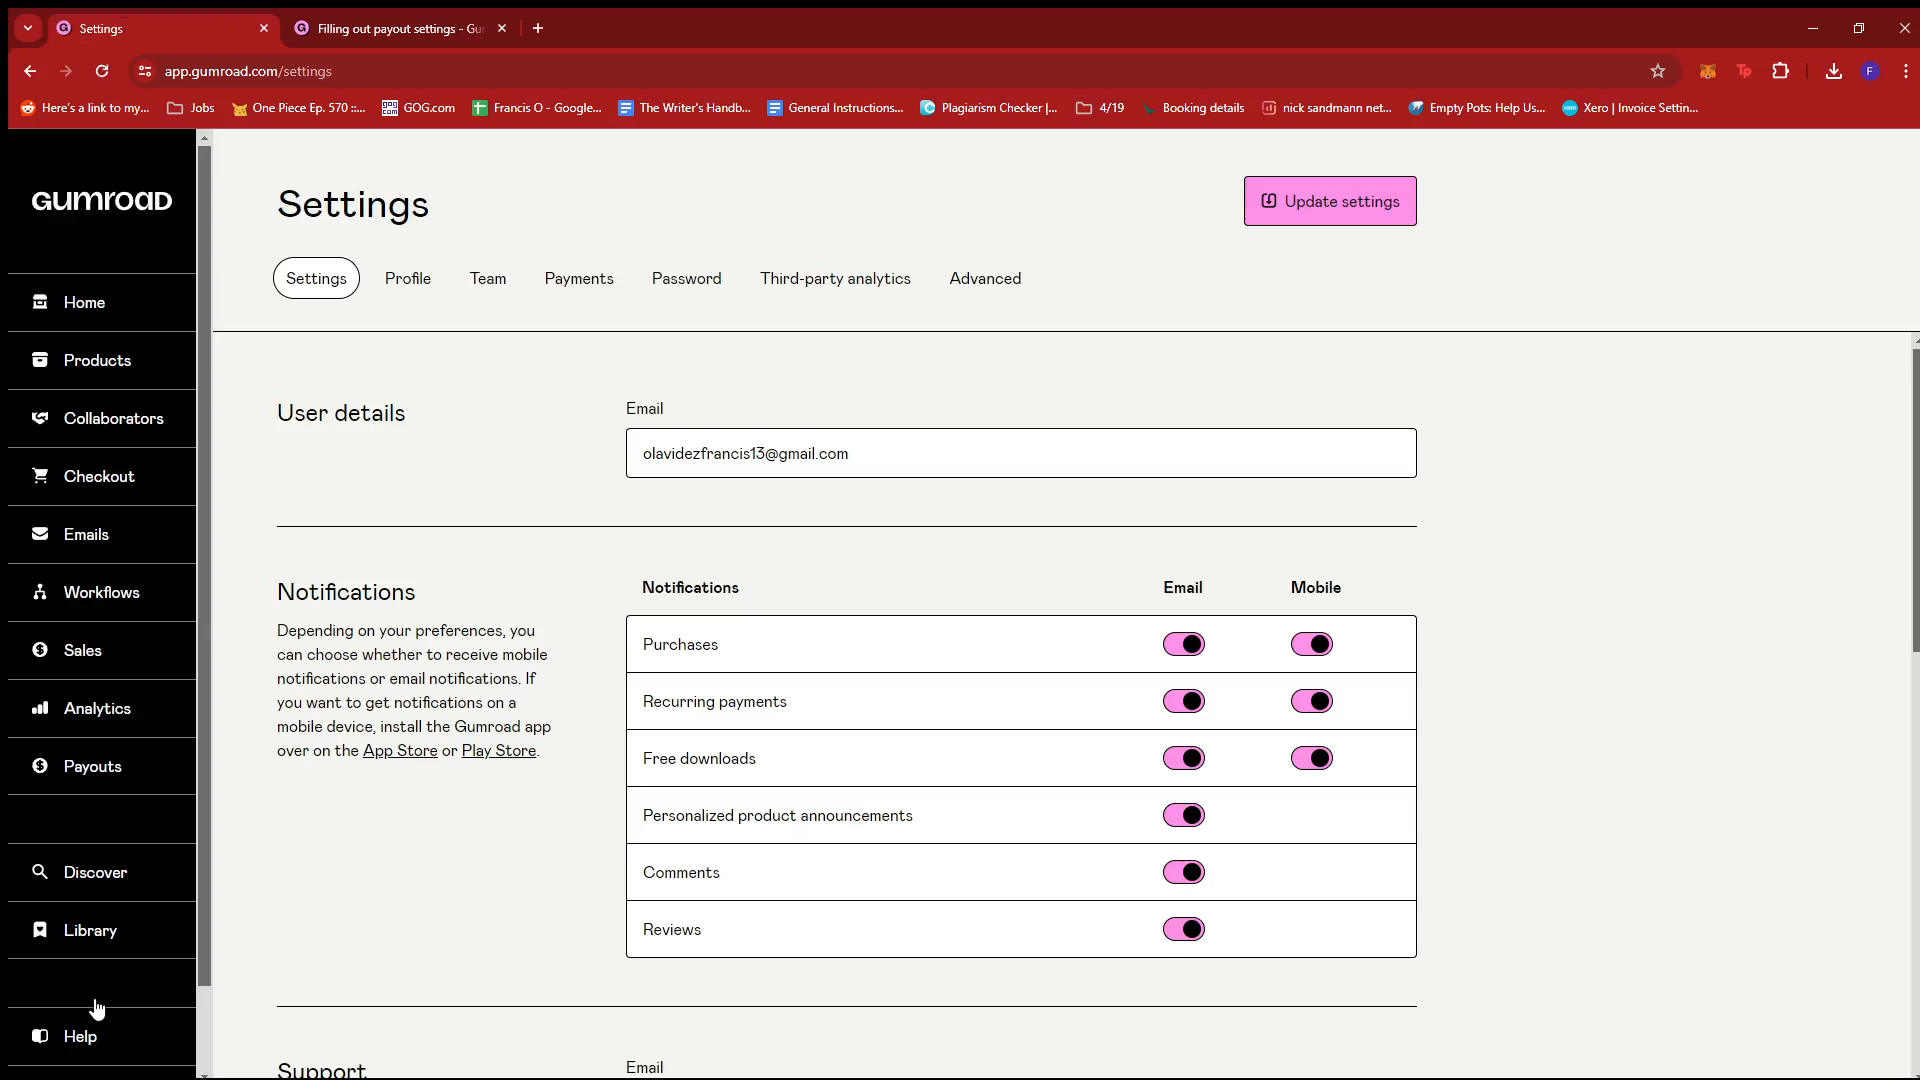 Settings
Filling out payout settings - Gu
app.gumroad.com/settings
Here's a link to my...
Jobs
One Piece Ep. 570 ::...
GOG.com
Francis O - Google...
The Writer's Handb...
General Instructions...
Plagiarism Checker |...
4/19
Booking details
nick sandmann net...
Empty Pots: Help Us...
Xero | Invoice Settin...
GUMROAD
Home
Products
Collaborators
Checkout
Emails
Workflows
Sales
Analytics
Payouts
Discover
Library
Help
Settings
Update settings
Settings
Profile
Team
Payments
Password
Third-party analytics
Advanced
User details
Email
olavidezfrancis13@gmail.com
Notifications
Depending on your preferences, you
can choose whether to receive mobile
notifications or email notifications. If
you want to get notifications on a
mobile device, install the Gumroad app
over on the App Store or Play Store.
Notifications Email Mobile
Purchases
Recurring payments
Free downloads
Personalized product announcements
Comments
Reviews
Support
Email